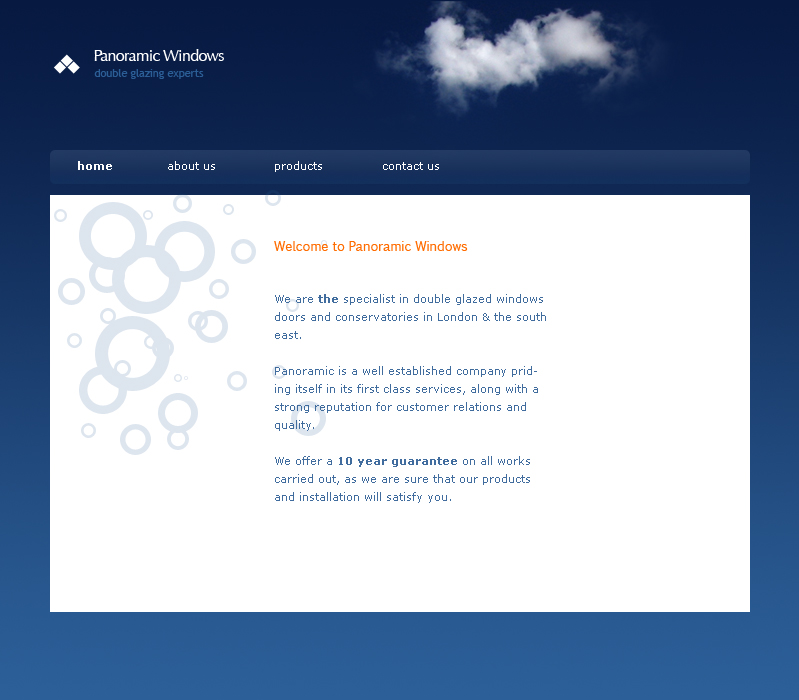 Panoramic Windows
double glazing experts
home about us products contact us
Welcome to Panoramic Windows
We are the specialist in double glazed windows
doors and conservatories in London & the south
east.
Panoramic is a well established company prid-
ing itself in its first class services, along with a
strong reputation for customer relations and
quality.
We offer a 10 year guarantee on all works
carried out, as we are sure that our products
and installation will satisfy you.